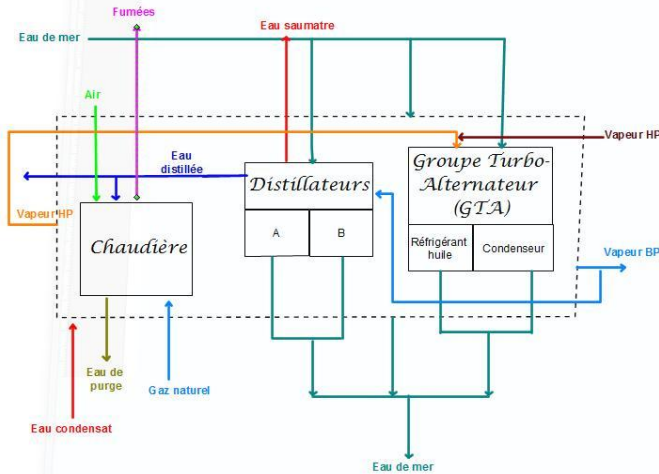 Fumées
Eau de mer
Eau saumatre
Air
Vapeur HP
Eau
distillée
Groupe Turbo-
Alternateur
(GTA)
Distillateurs
Vapeur HP
Chaudière
A
B
Réfrigérant
huile
Condenseur
Vapeur BP
Eau de
purge
Gaz naturel
Eau condensat
Eau de mer